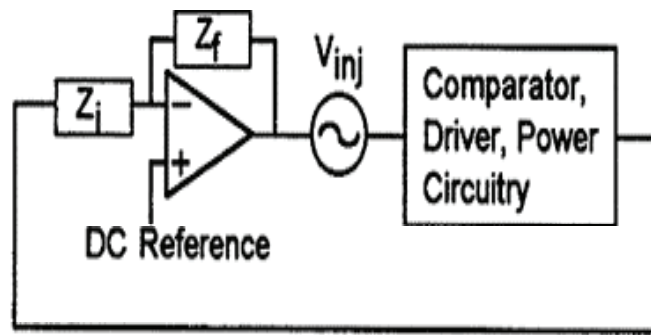 Zf
Vinj
Zi
−
+
Comparator,
Driver, Power
Circuitry
DC Reference